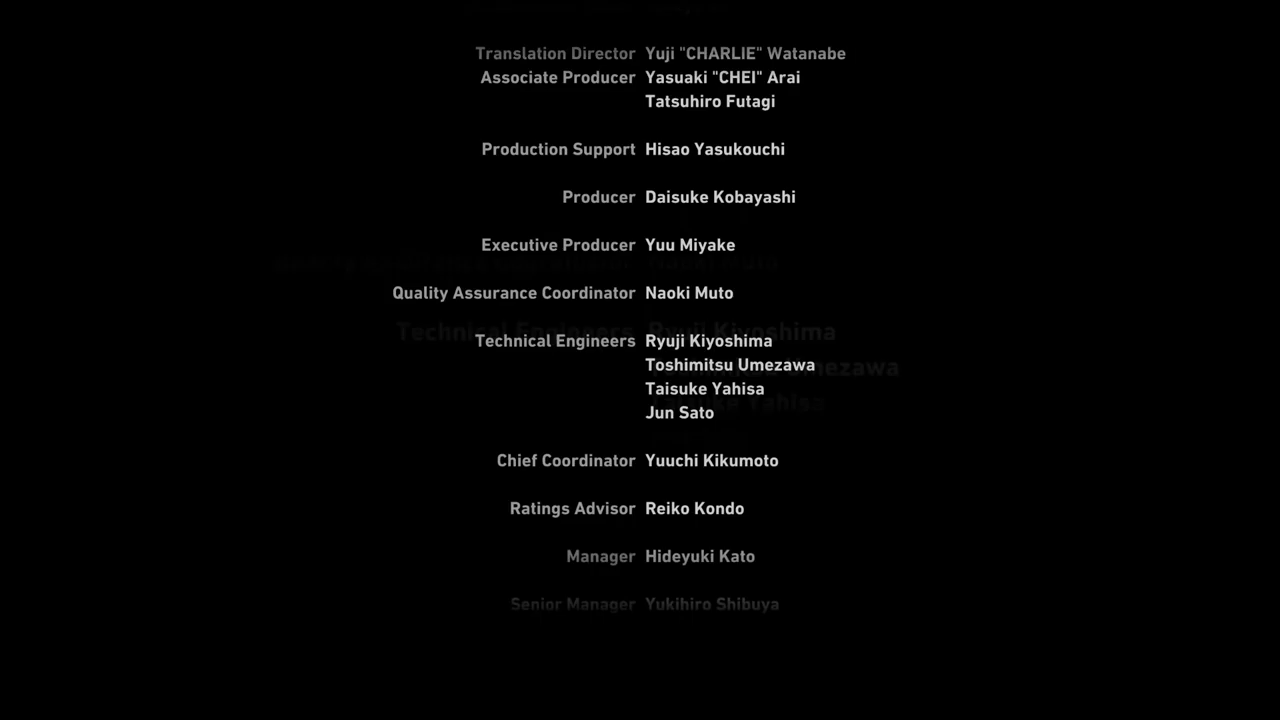 Translation Director Yuji "CHARLIE" Watanabe
Associate Producer Yasuaki "CHEI" Arai
Tatsuhiro Futagi
Production Support Hisao Yasukouchi
Producer Daisuke Kobayashi
Executive Producer Yuu Miyake
Quality Assurance Coordinator Naoki Muto
Technical Engineers Ryuji Kiyoshima
Toshimitsu Umezawa
Taisuke Yahisa
Jun Sato
Chief Coordinator Yuuchi Kikumoto
Ratings Advisor Reiko Kondo
Manager Hideyuki Kato
Senior Manager Yukihiro Shibuya